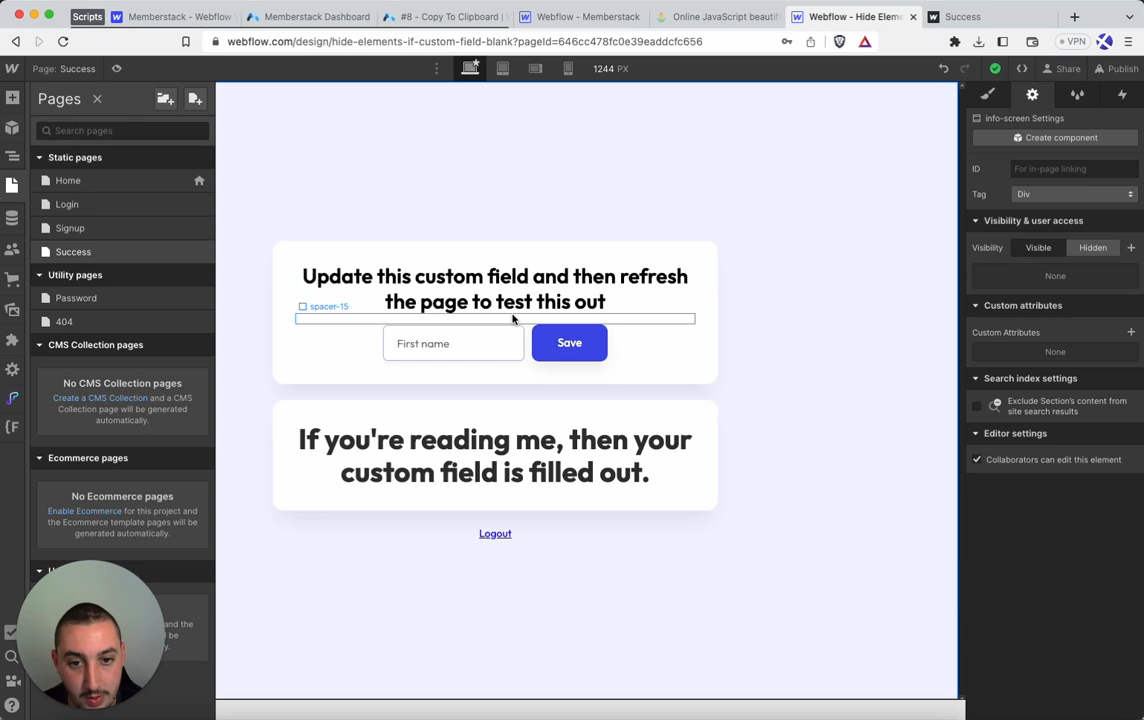 Scripts
Memberstack - Webflow
Memberstack Dashboard
#8 - Copy To Clipboard
Webflow - Memberstack
Online JavaScript beautif
Webflow - Hide Eleme
Success
webflow.com/design/hide-elements-if-custom-field-blank?pageId=646cc478fc0e39eaddcfc656
VPN
Page: Success
1244 PX
Share
Publish
Pages
Search pages
Static pages
Home
Login
Signup
Success
Utility pages
Password
404
CMS Collection pages
No CMS Collection pages
Create a CMS Collection and a CMS
Collection page will be generated
automatically.
Ecommerce pages
No Ecommerce pages
Enable Ecommerce for this project and
the Ecommerce template pages will be
generated automatically.
and the
will be
Update this custom field and then refresh
the page to test this out
spacer-15
First name
Save
If you're reading me, then your
custom field is filled out.
Logout
info-screen Settings
Create component
ID
For in-page linking
Tag
Div
Visibility & user access
Visibility
Visible
Hidden
None
Custom attributes
Custom Attributes
None
Search index settings
Exclude Section's content from
site search results
Editor settings
Collaborators can edit this element